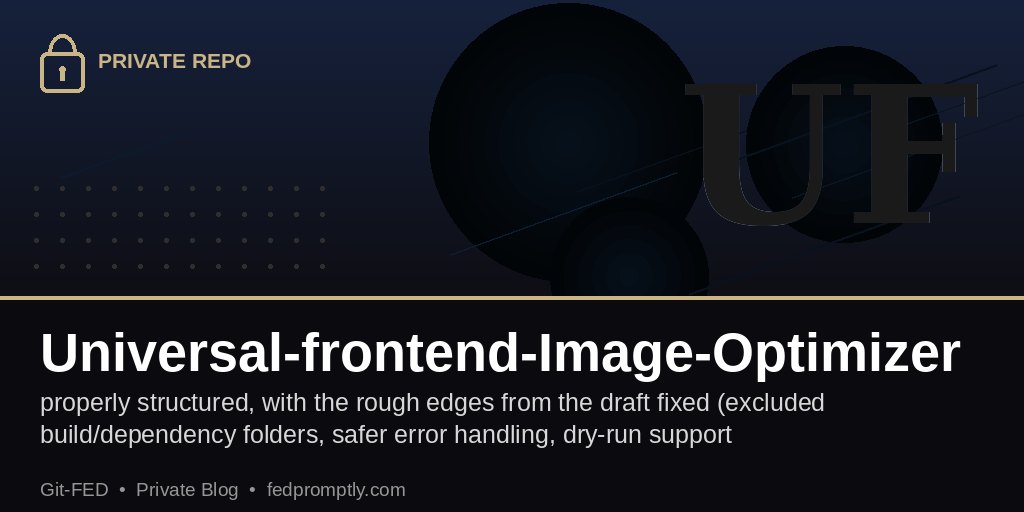 PRIVATE REPO
UF
Universal-frontend-Image-Optimizer
properly structured, with the rough edges from the draft fixed (excluded
build/dependency folders, safer error handling, dry-run support
Git-FED • Private Blog • fedpromptly.com